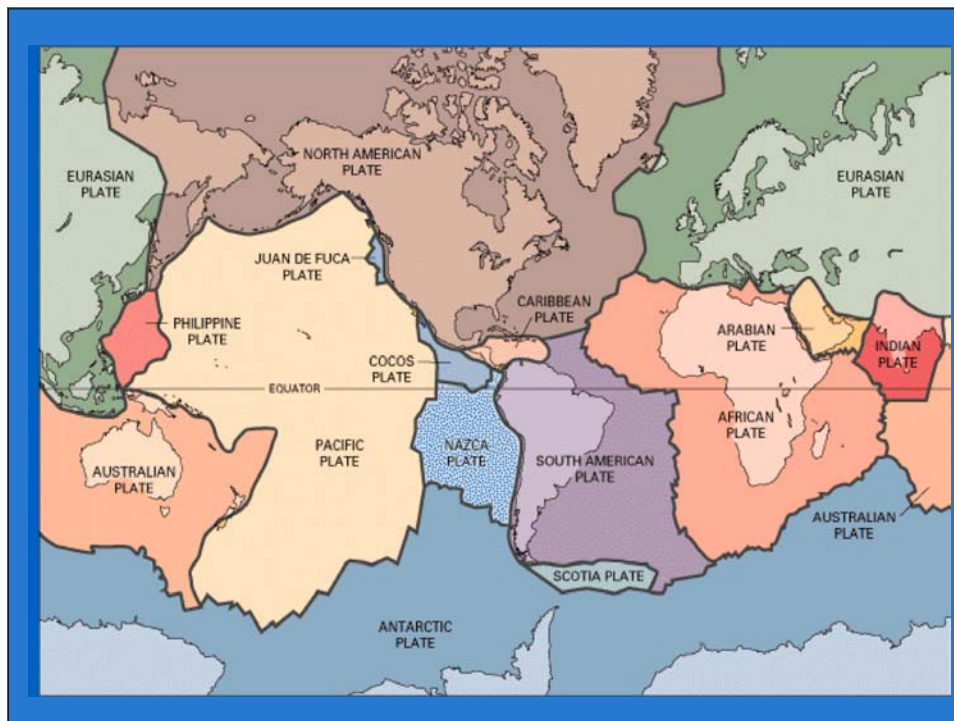 NORTH AMERICAN
PLATE
EURASIAN
PLATE
EURASIAN
PLATE
JUAN DE FUCA
PLATE
CARIBBEAN
PLATE
PHILIPPINE
PLATE
ARABIAN
PLATE
INDIAN
PLATE
COCOS
PLATE
EQUATOR
AFRICAN
PLATE
PACIFIC
PLATE
NAZCA
PLATE
SOUTH AMERICAN
PLATE
AUSTRALIAN
PLATE
AUSTRALIAN
PLATE
SCOTIA PLATE
ANTARCTIC
PLATE